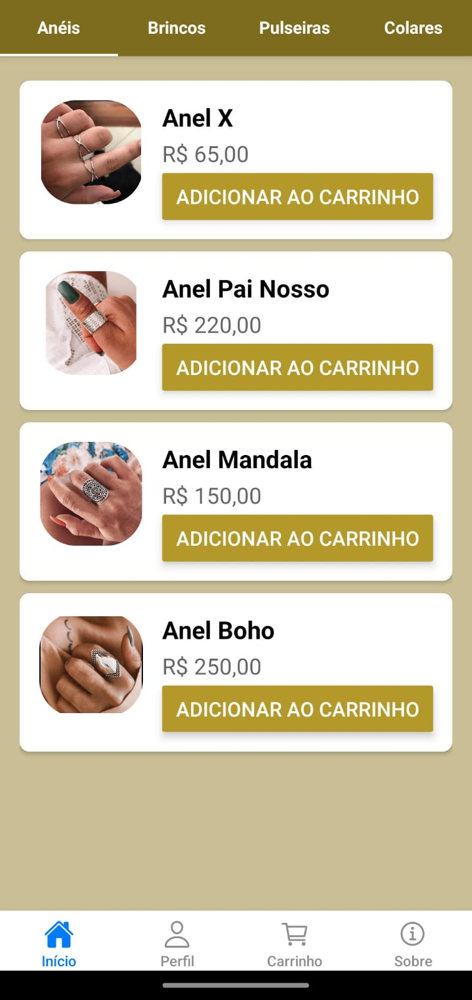 Anéis Brincos Pulseiras Colares
Anel X
R$ 65,00
ADICIONAR AO CARRINHO
Anel Pai Nosso
R$ 220,00
ADICIONAR AO CARRINHO
Anel Mandala
R$ 150,00
ADICIONAR AO CARRINHO
Anel Boho
R$ 250,00
ADICIONAR AO CARRINHO
Início Perfil Carrinho Sobre